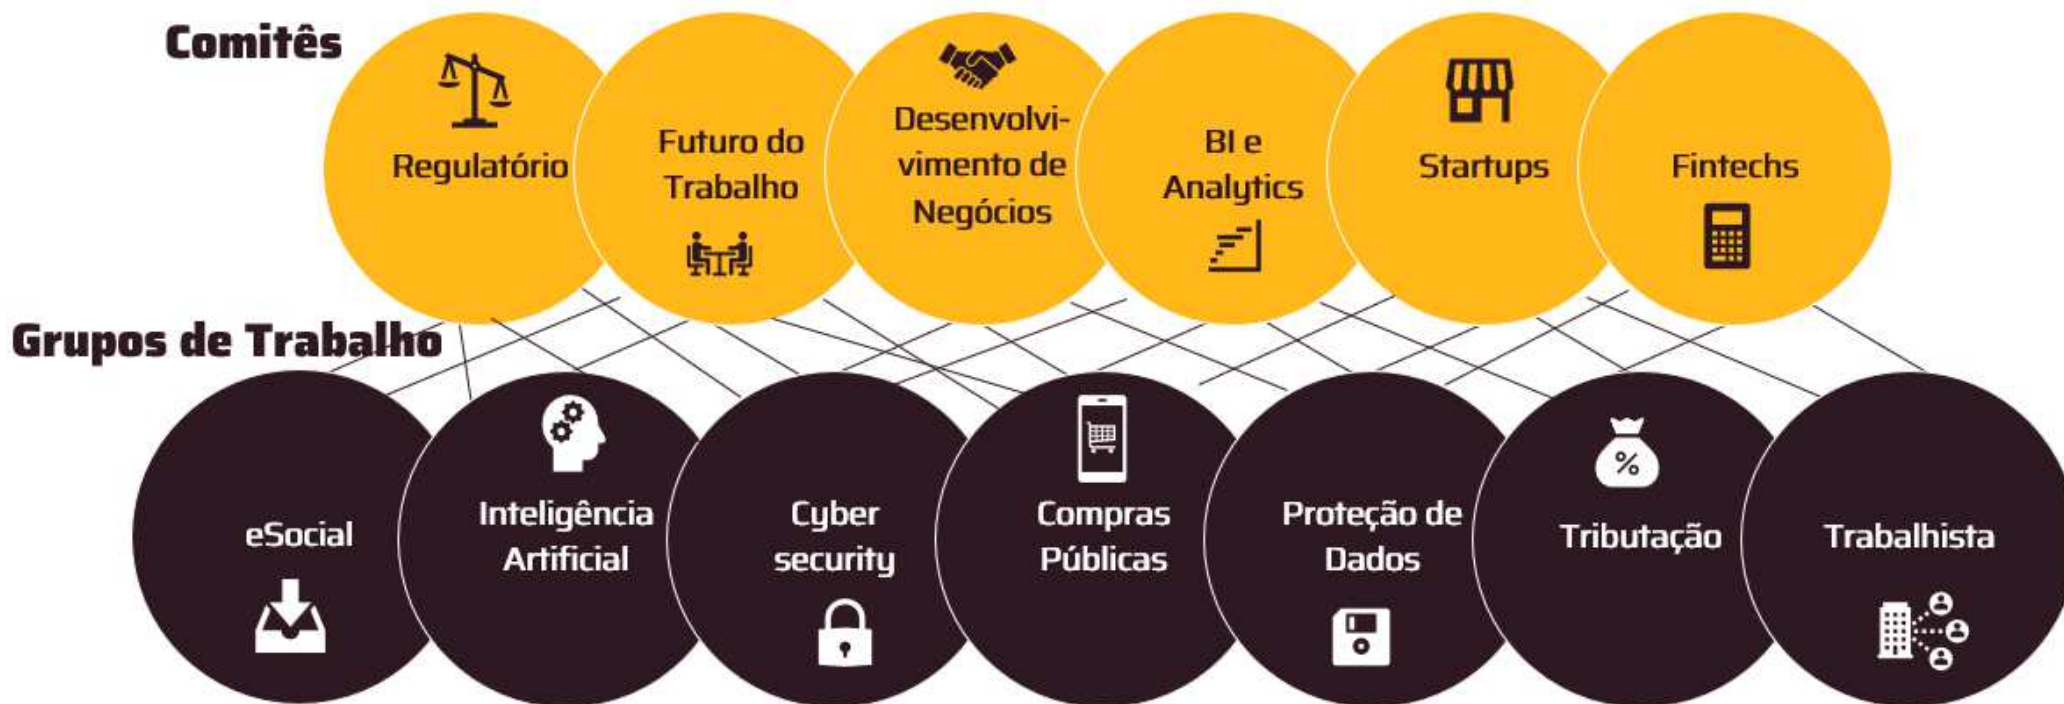 Comitês
Regulatório
Futuro do
Trabalho
Desenvolvi-
vimento de
Negócios
BI e
Analytics
Startups
Fintechs
Grupos de Trabalho
eSocial
Inteligência
Artificial
Cyber
security
Compras
Públicas
Proteção de
Dados
%
Tributação
Trabalhista